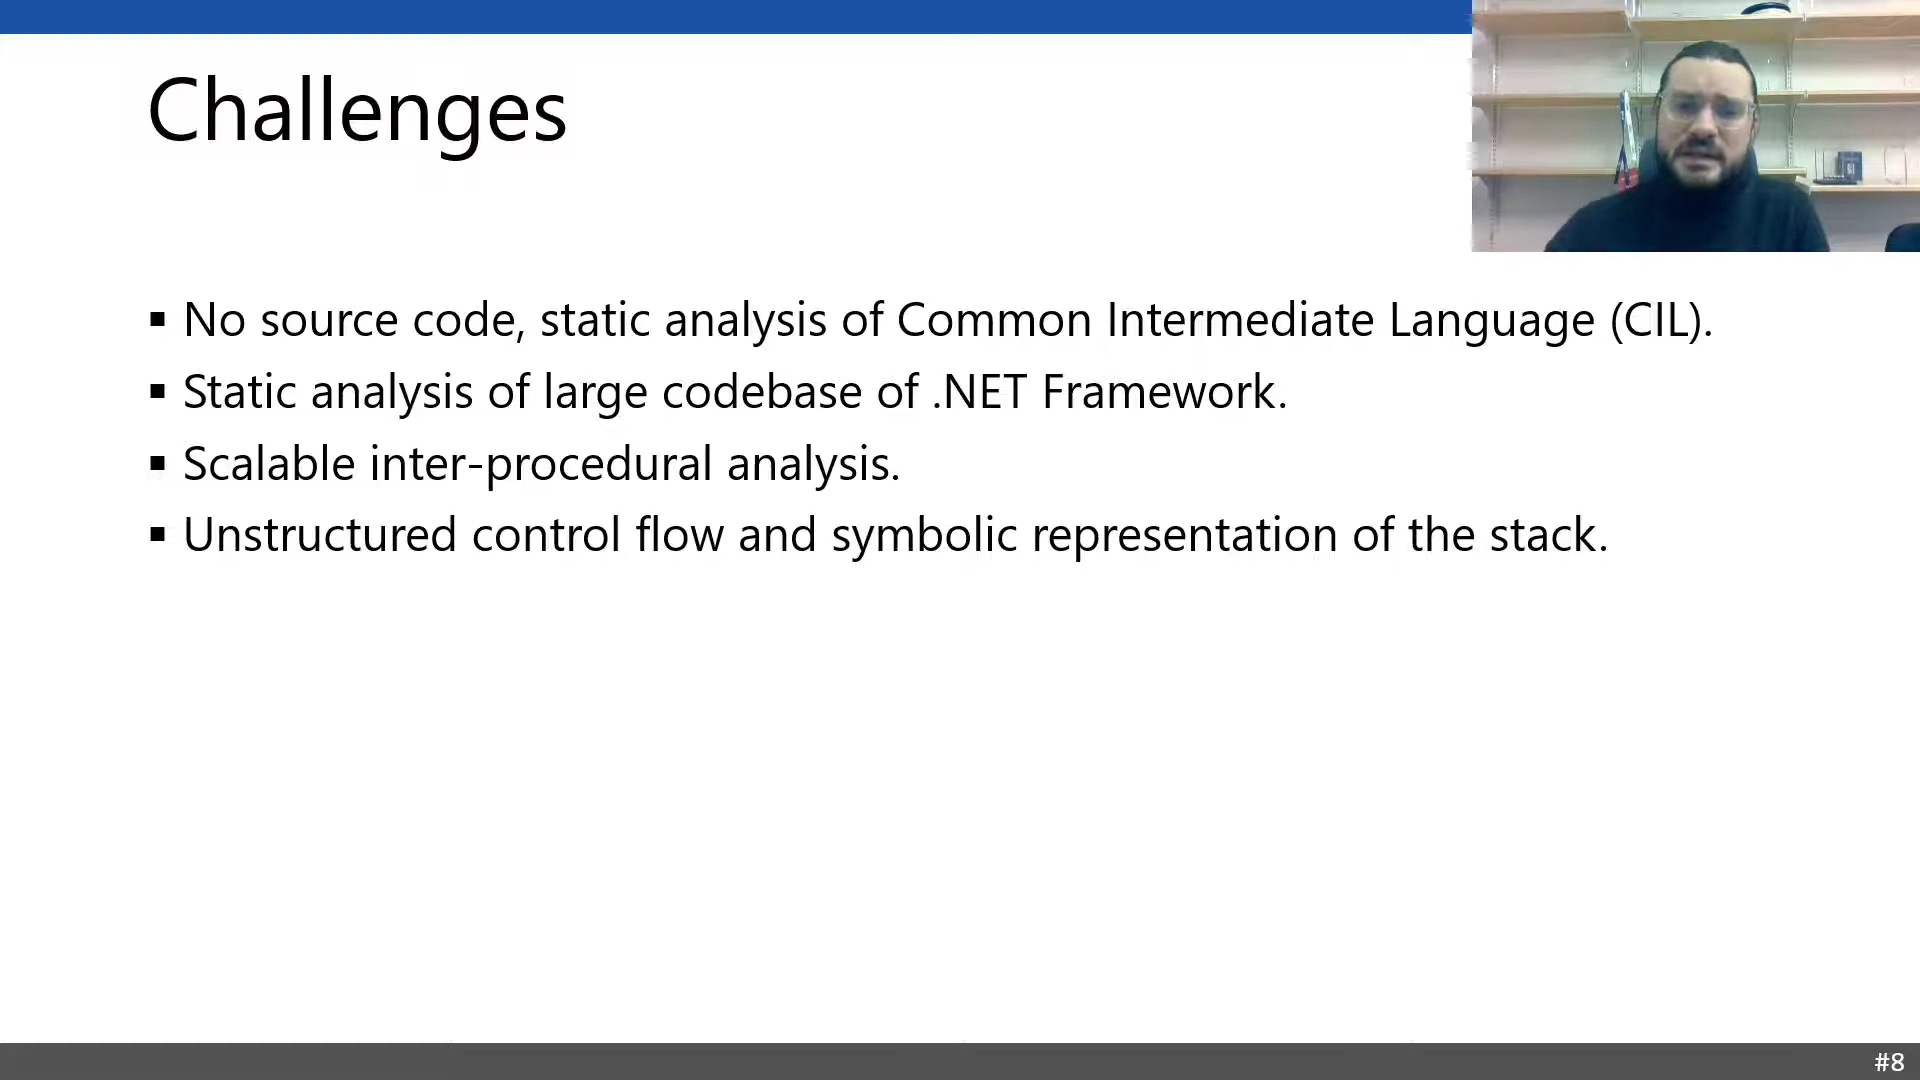 Challenges
▪ No source code, static analysis of Common Intermediate Language (CIL).
▪ Static analysis of large codebase of .NET Framework.
▪ Scalable inter-procedural analysis.
▪ Unstructured control flow and symbolic representation of the stack.
#8